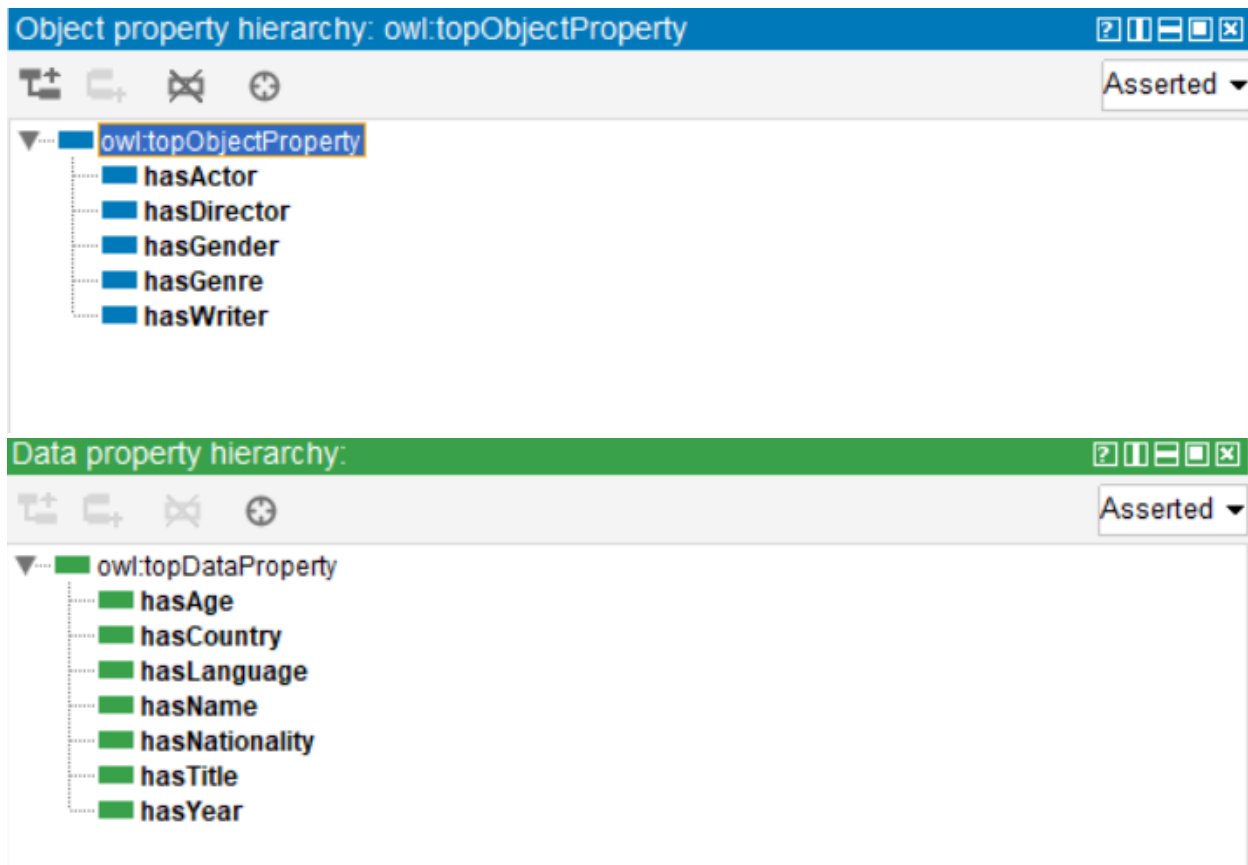 Object property hierarchy: owl:topObjectProperty
Asserted
owl:topObjectProperty
hasActor
hasDirector
hasGender
hasGenre
hasWriter
Data property hierarchy:
Asserted
owl:topDataProperty
hasAge
hasCountry
hasLanguage
hasName
hasNationality
hasTitle
hasYear